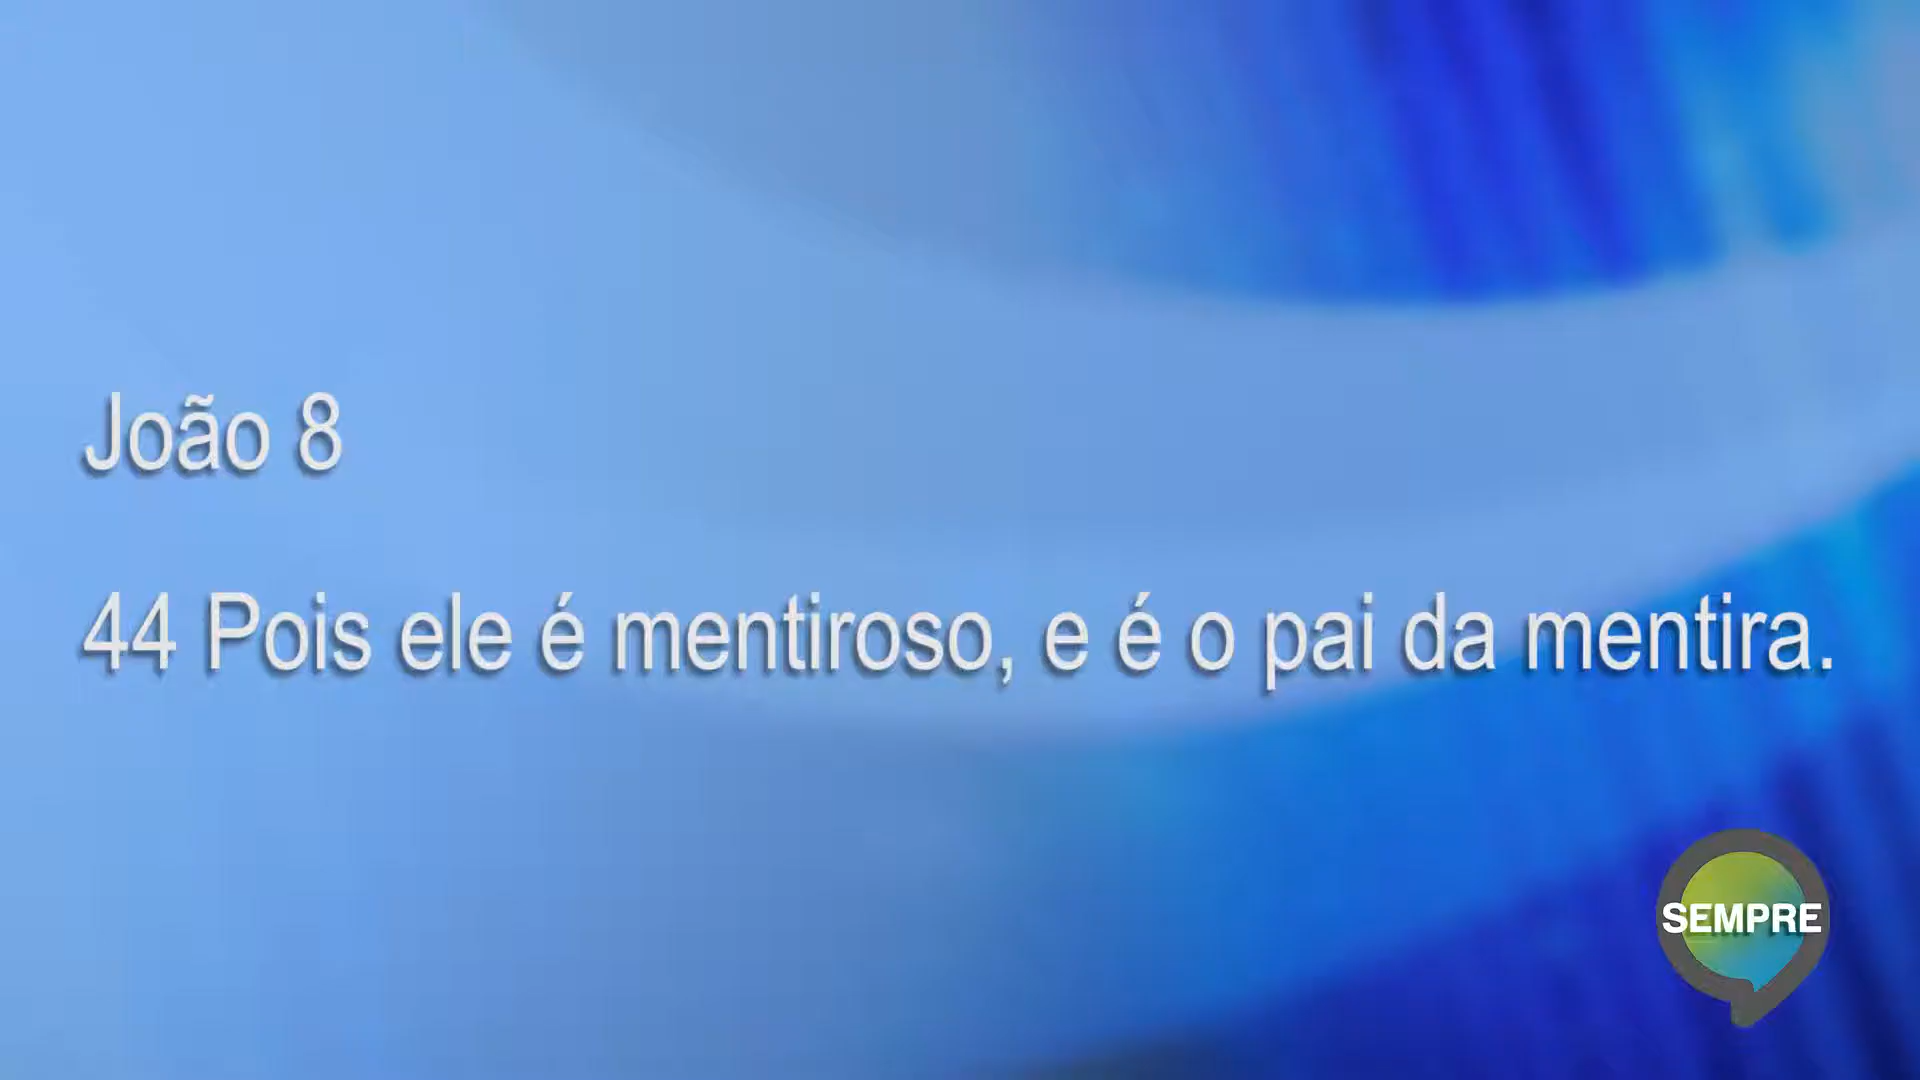 João 8
44 Pois ele é mentiroso, e é o pai da mentira.
SEMPRE